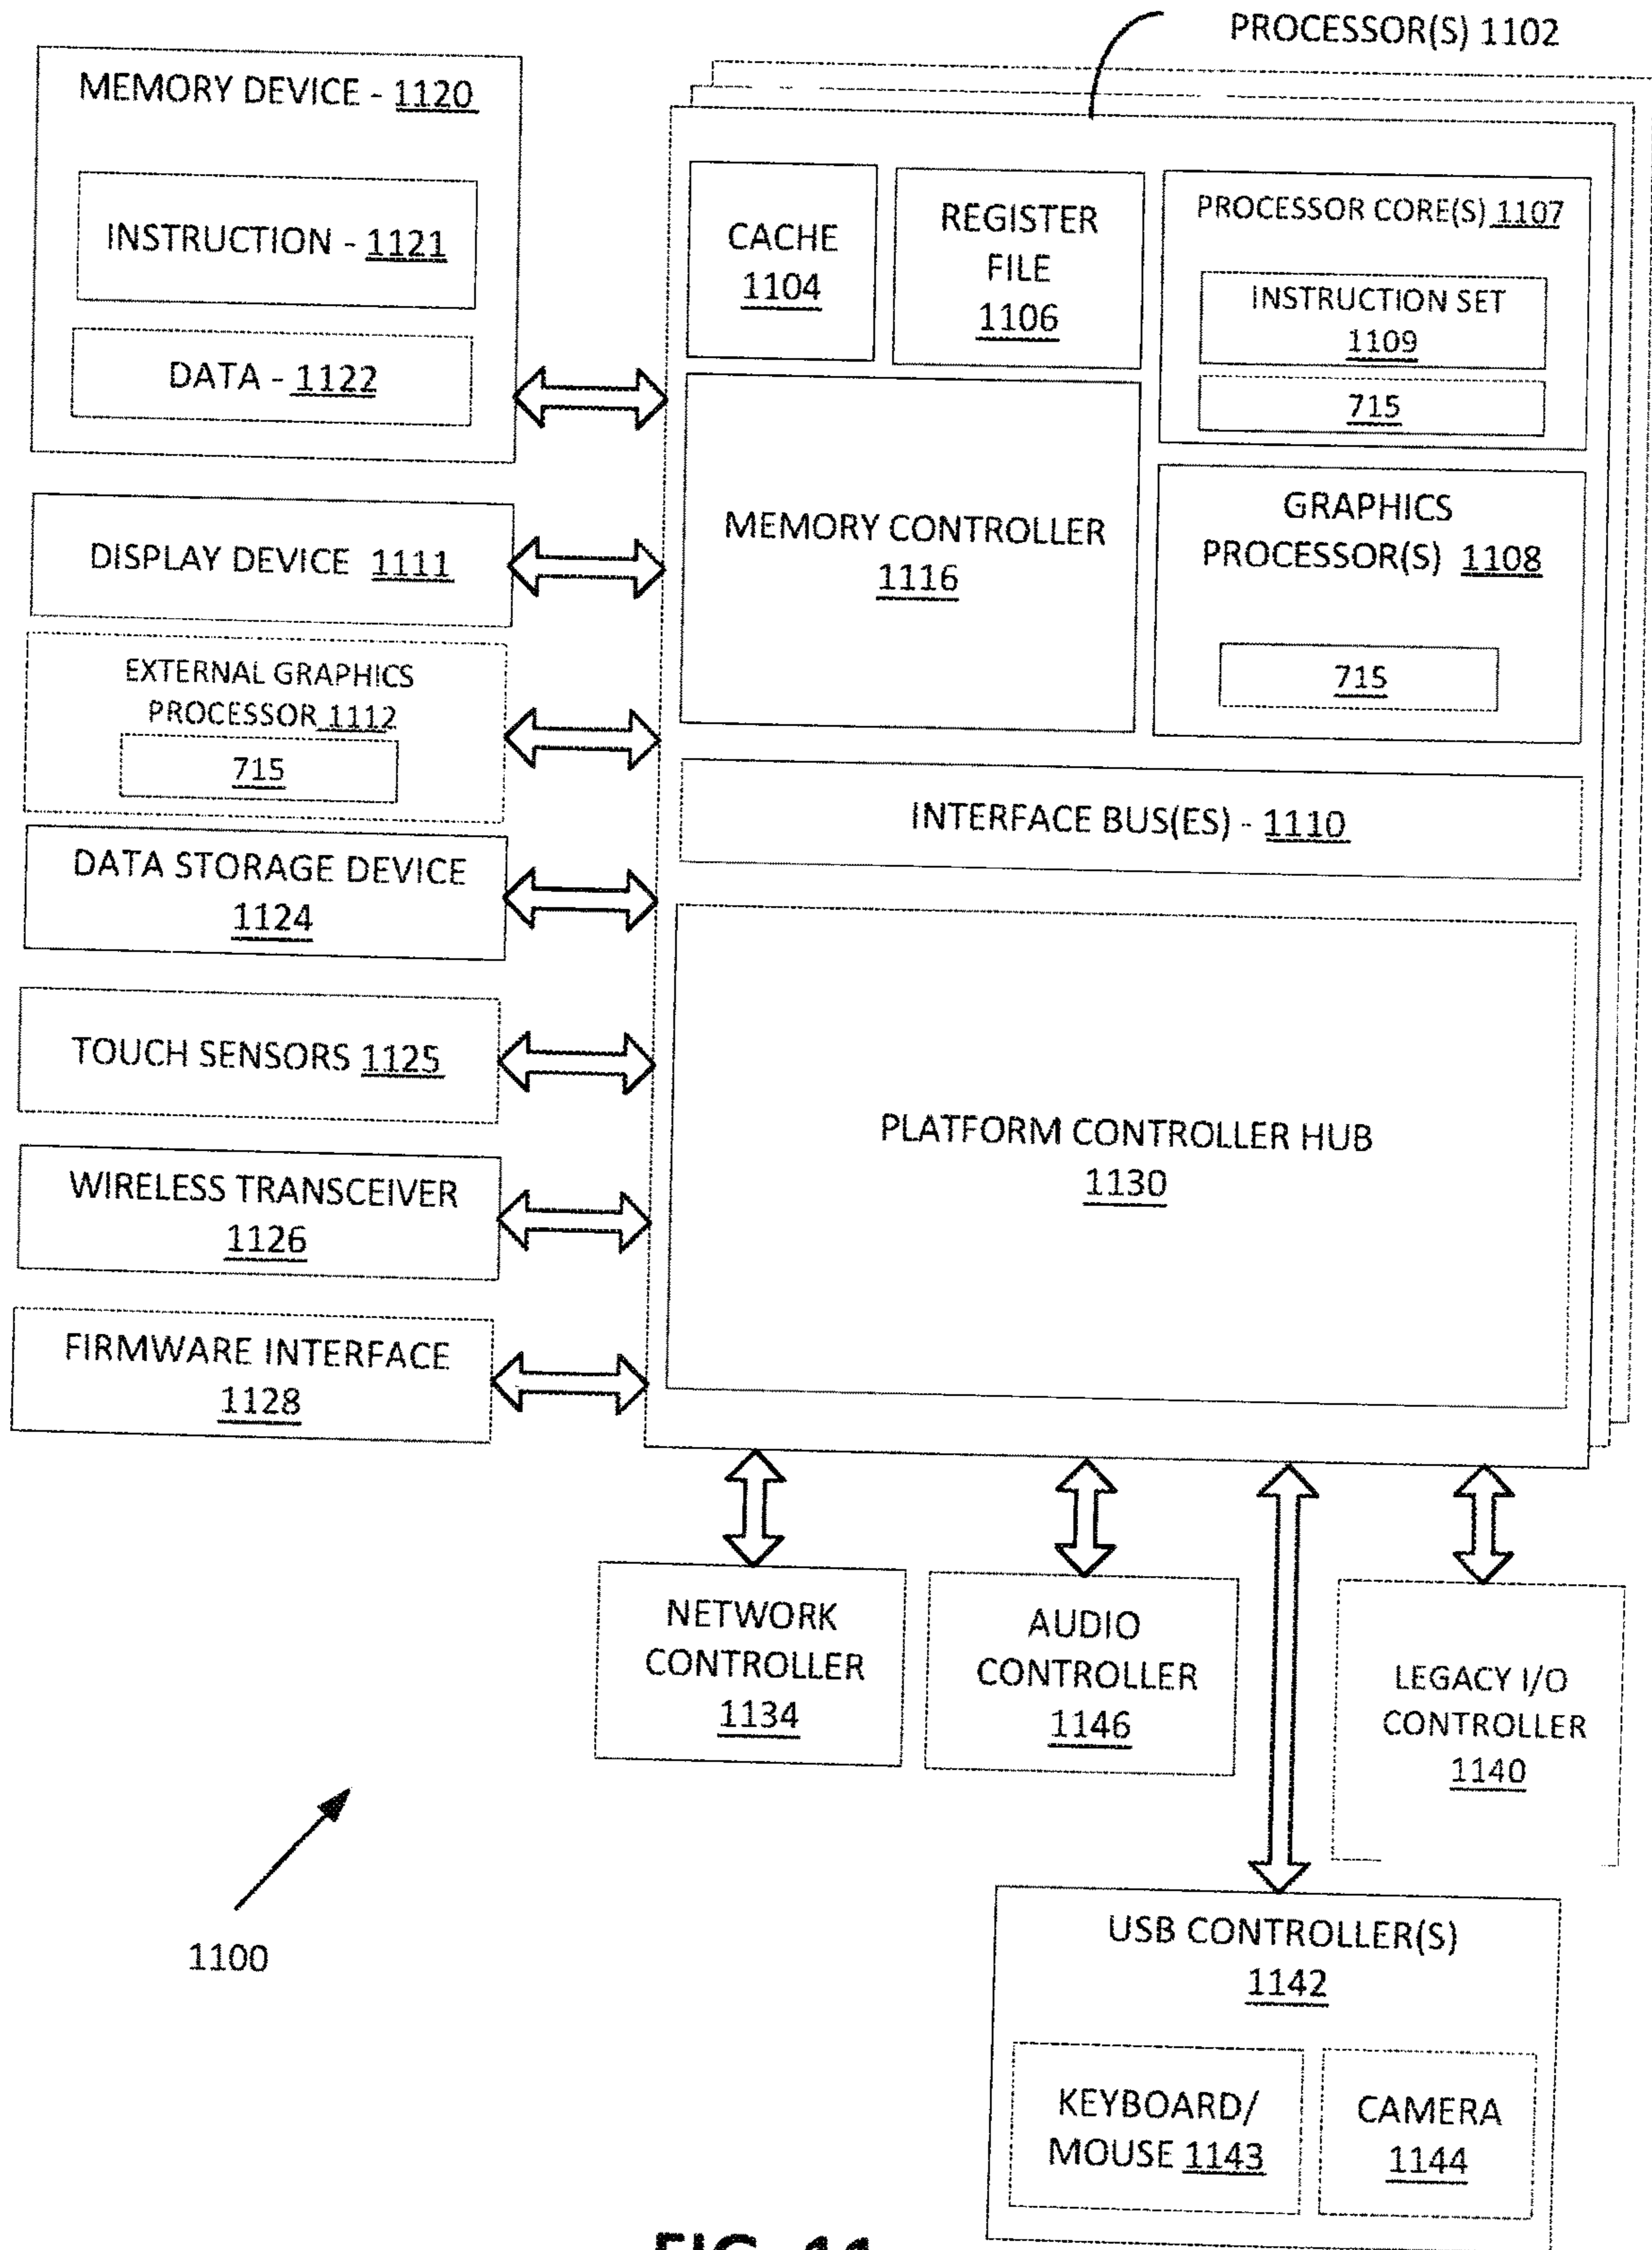 PROCESSOR(S) 1102
MEMORY DEVICE - 1120
INSTRUCTION - 1121
DATA - 1122
CACHE
1104
REGISTER
FILE
1106
PROCESSOR CORE(S) 1107
INSTRUCTION SET
1109
715
MEMORY CONTROLLER
1116
GRAPHICS
PROCESSOR(S) 1108
715
DISPLAY DEVICE 1111
EXTERNAL GRAPHICS
PROCESSOR 1112
715
INTERFACE BUS(ES) - 1110
DATA STORAGE DEVICE
1124
TOUCH SENSORS 1125
WIRELESS TRANSCEIVER
1126
FIRMWARE INTERFACE
1128
PLATFORM CONTROLLER HUB
1130
NETWORK
CONTROLLER
1134
AUDIO
CONTROLLER
1146
LEGACY I/O
CONTROLLER
1140
1100
USB CONTROLLER(S)
1142
KEYBOARD/
MOUSE 1143
CAMERA
1144
FIG. 11